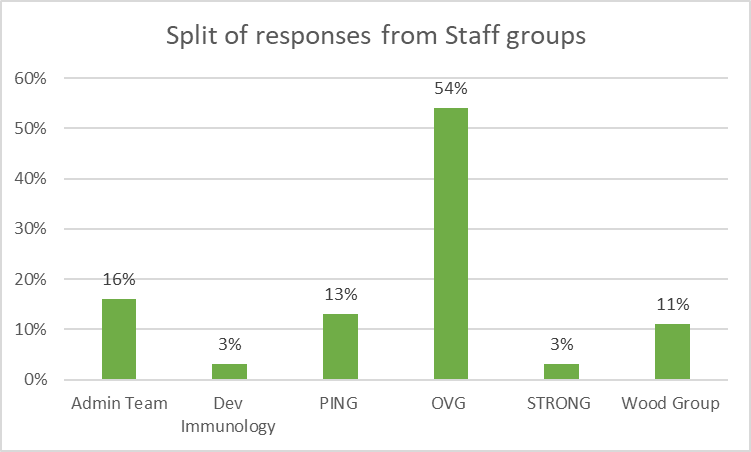 Split of responses from Staff groups
60%
50%
40%
30%
20%
10%
0%
16%
3%
13%
54%
3%
11%
Admin Team
Dev
Immunology
PING
OVG
STRONG
Wood Group